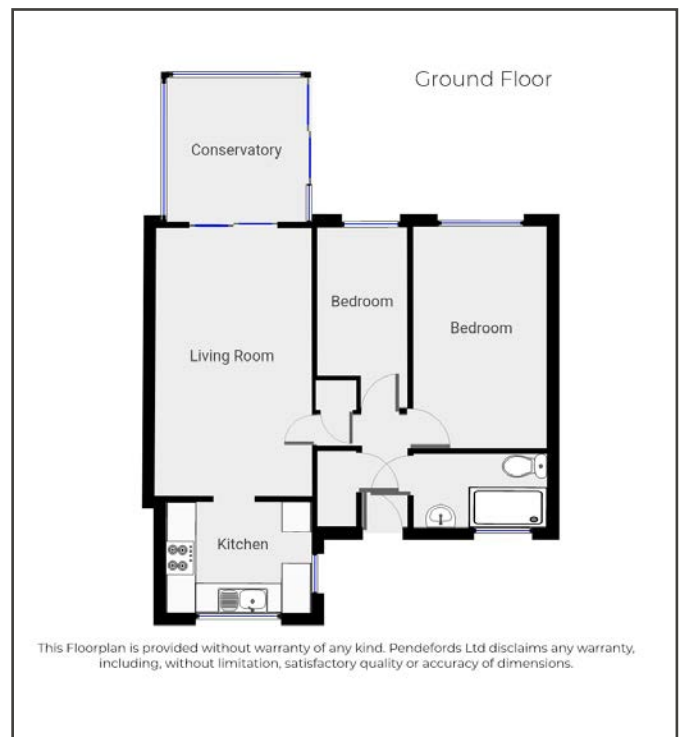 Ground Floor
Conservatory
Bedroom
Bedroom
Living Room
Kitchen
This Floorplan is provided without warranty of any kind. Pendefords Ltd disclaims any warranty,
including, without limitation, satisfactory quality or accuracy of dimensions.